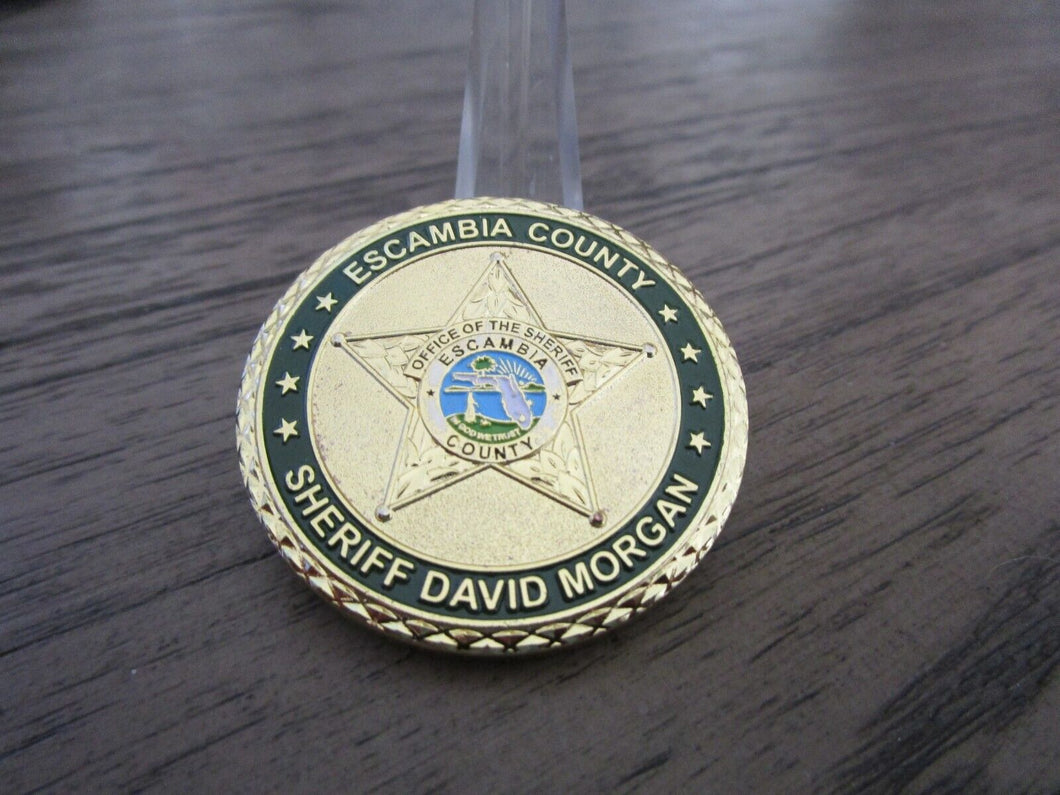 ESCAMBIA COUNTY
OFFICE OF THE SHERIFF
ESCAMBIA
IN GOD WE TRUST
COUNTY
SHERIFF DAVID MORGAN